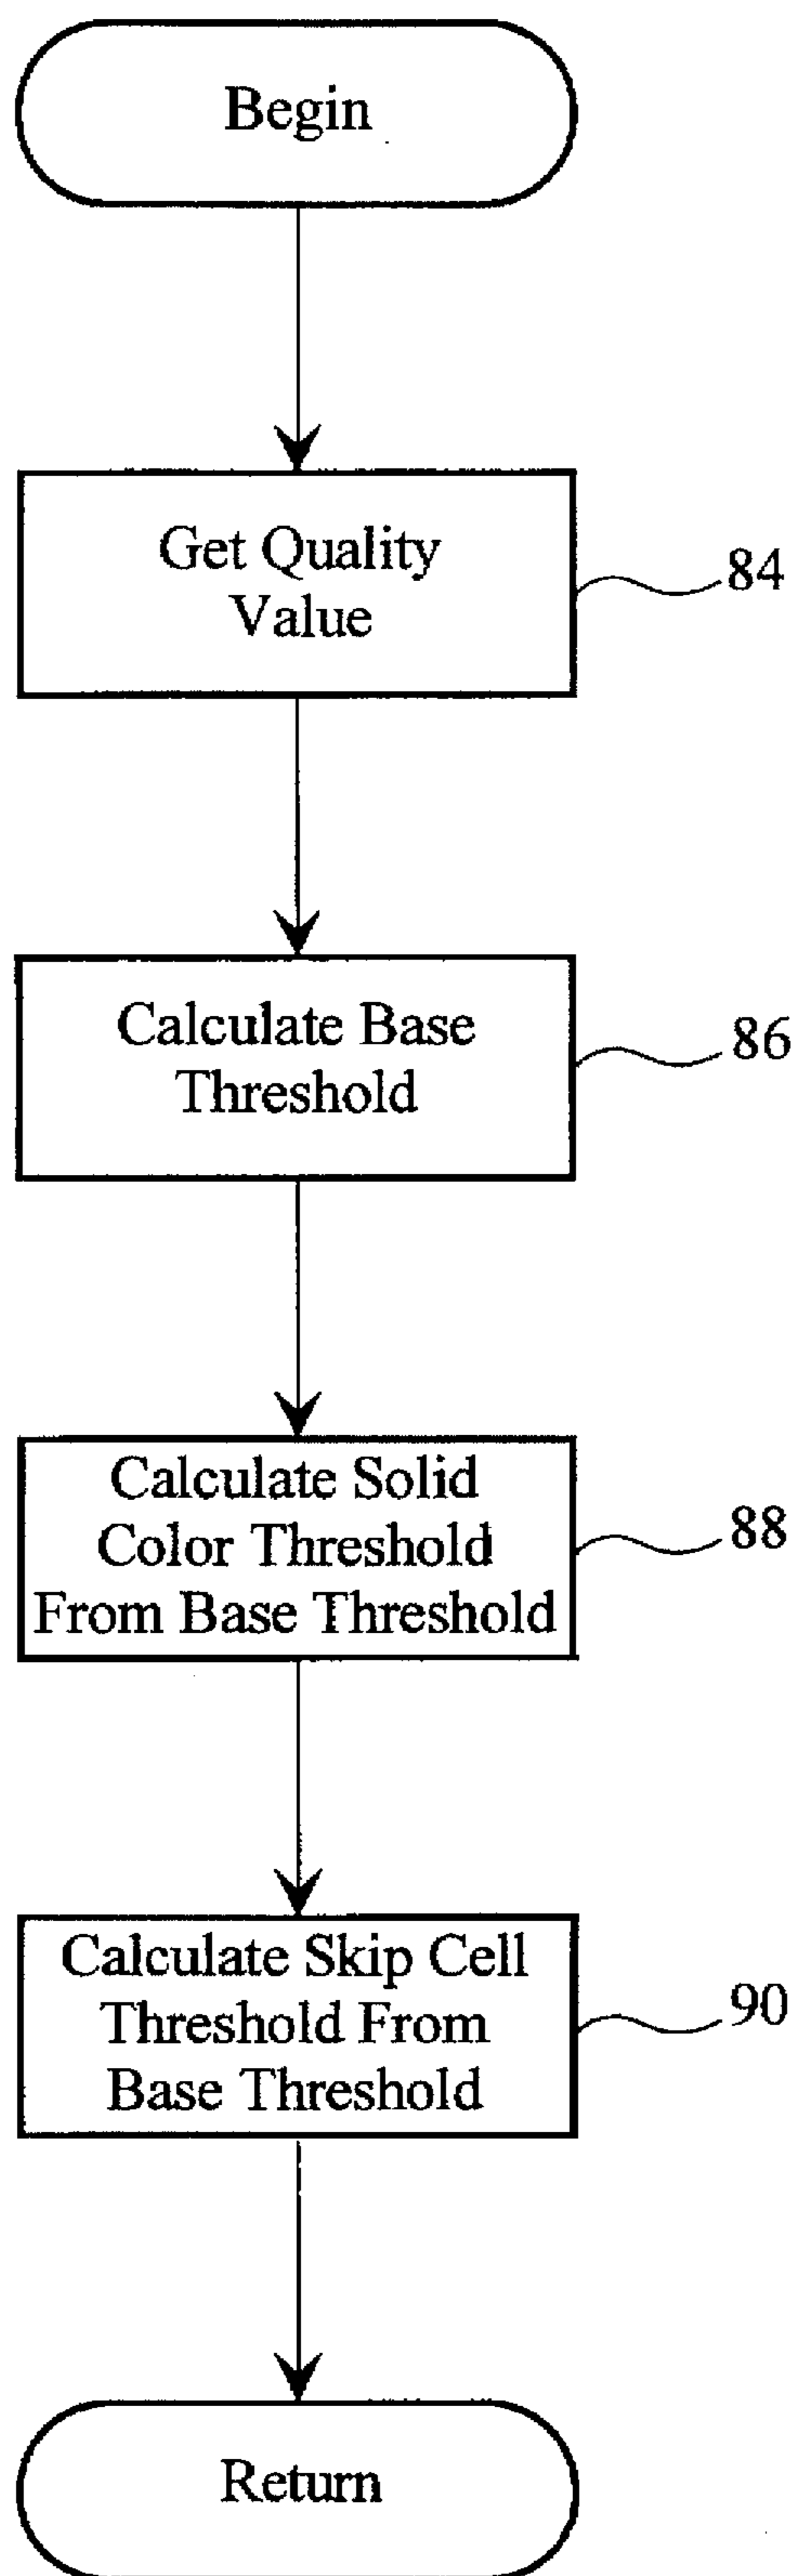 Begin
Get Quality
Value
84
Calculate Base
Threshold
86
Calculate Solid
Color Threshold
From Base Threshold
88
Calculate Skip Cell
Threshold From
Base Threshold
90
Return